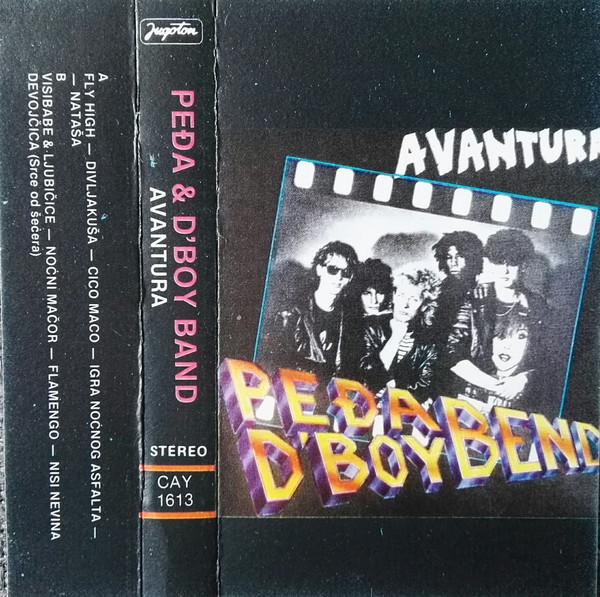 A
FLY HIGH — DIVLJAKUŠA — CICO MACO — IGRA NOĆNOG ASFALTA —
— NATAŠA
B
VISIBABE & LJUBIČICE — NOĆNI MAČOR — FLAMENGO — NISI NEVINA
DEVOJČICA (Srce od šećera)
Jugoton
PEĐA & D'BOY BAND
AVANTURA
STEREO
CAY
1613
AVANTURA
PEĐA
D'BOY BEND